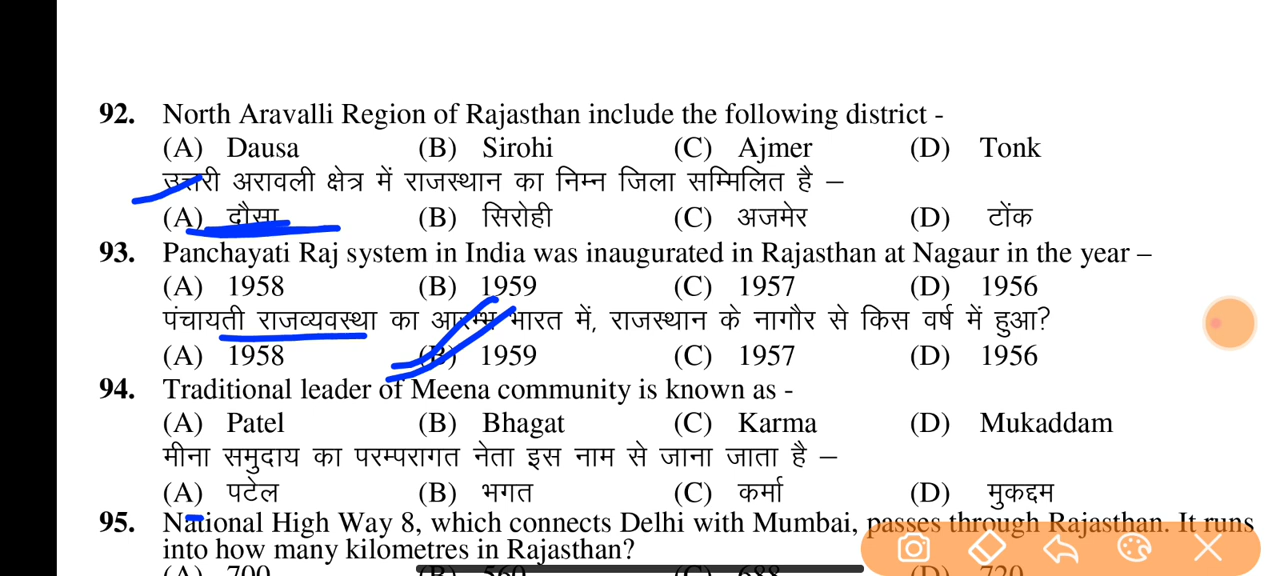 92. North Aravalli Region of Rajasthan include the following district -
(A) Dausa (B) Sirohi (C) Ajmer (D) Tonk
उत्तरी अरावली क्षेत्र में राजस्थान का निम्न जिला सम्मिलित है –
(A) दौसा (B) सिरोही (C) अजमेर (D) टोंक
93. Panchayati Raj system in India was inaugurated in Rajasthan at Nagaur in the year –
(A) 1958 (B) 1959 (C) 1957 (D) 1956
पंचायती राजव्यवस्था का आरम्भ भारत में, राजस्थान के नागौर से किस वर्ष में हुआ?
(A) 1958 (B) 1959 (C) 1957 (D) 1956
94. Traditional leader of Meena community is known as -
(A) Patel (B) Bhagat (C) Karma (D) Mukaddam
मीना समुदाय का परम्परागत नेता इस नाम से जाना जाता है –
(A) पटेल (B) भगत (C) कर्मा (D) मुकद्दम
95. National High Way 8, which connects Delhi with Mumbai, passes through Rajasthan. It runs
into how many kilometres in Rajasthan?
(A) 700 (B) 560 (C) 688 (D) 720